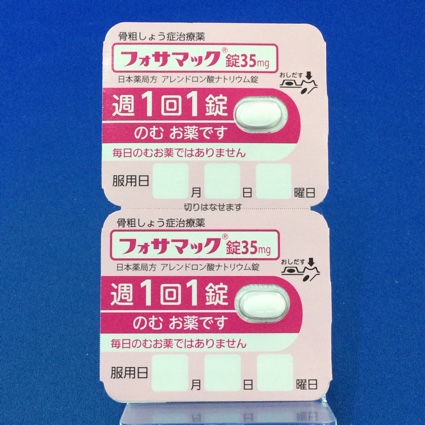 骨粗しょう症治療薬
フォサマック®錠35mg
日本薬局方 アレンドロン酸ナトリウム錠
おしだす
週1回1錠
のむ お薬です
毎日のむお薬ではありません
服用日 月 日 曜日
切りはなせます
骨粗しょう症治療薬
フォサマック®錠35mg
日本薬局方 アレンドロン酸ナトリウム錠
おしだす
週1回1錠
のむ お薬です
毎日のむお薬ではありません
服用日 月 日 曜日